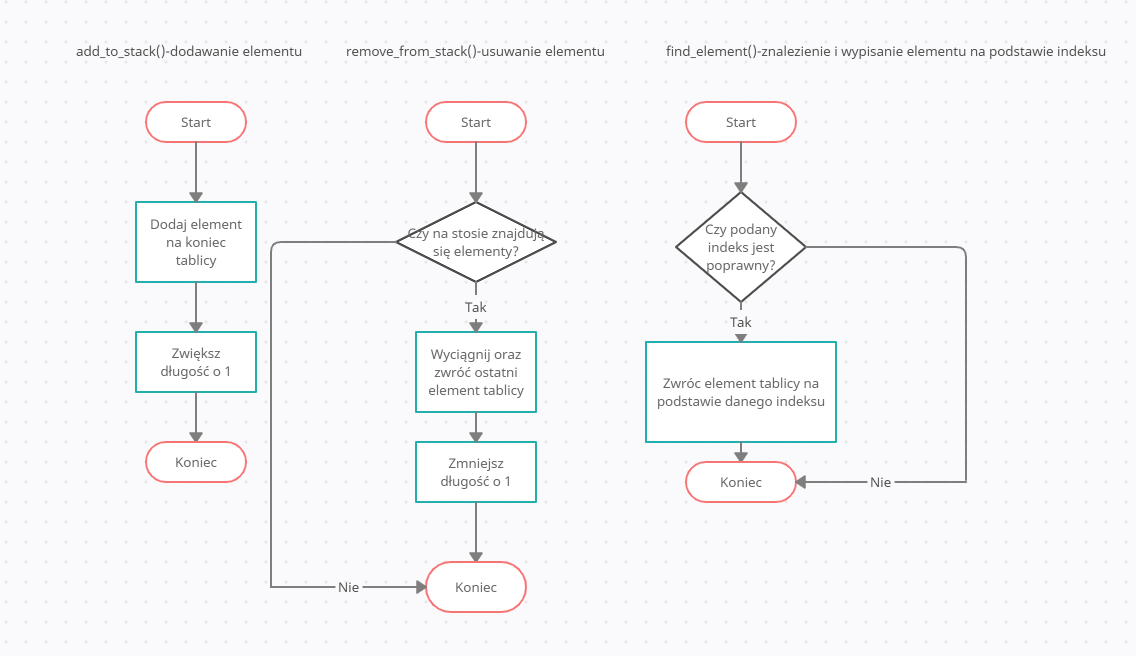 add_to_stack()-dodawanie elementu
remove_from_stack()-usuwanie elementu
find_element()-znalezienie i wypisanie elementu na podstawie indeksu
Start
Dodaj element
na koniec
tablicy
Zwiększ
długość o 1
Koniec
Start
Czy na stosie znajdują
się elementy?
Tak
Wyciągnij oraz
zwróć ostatni
element tablicy
Zmniejsz
długość o 1
Nie
Koniec
Start
Czy podany
indeks jest
poprawny?
Tak
Zwróc element tablicy na
podstawie danego indeksu
Koniec
Nie